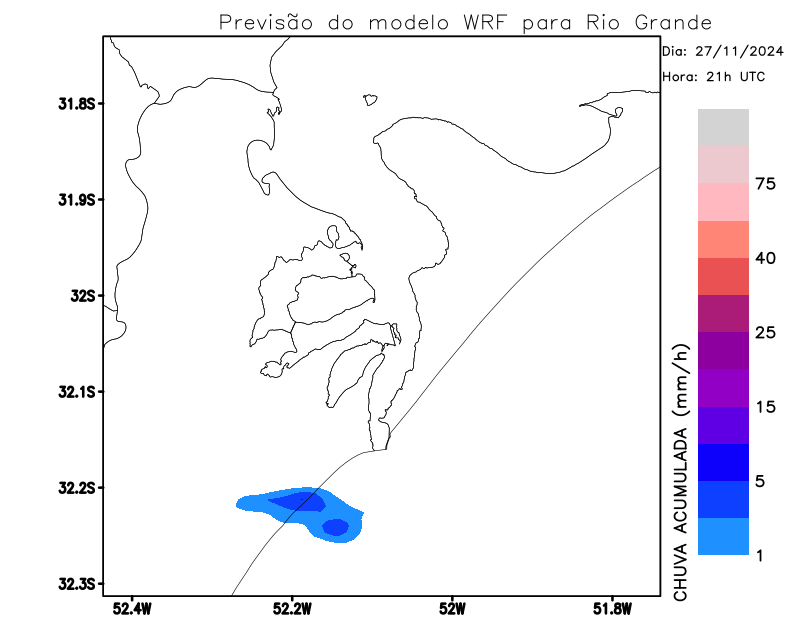 Previsão do modelo WRF para Rio Grande
Dia: 27/11/2024
Hora: 21h UTC
31.8S
31.9S
32S
32.1S
32.2S
32.3S
52.4W
52.2W
52W
51.8W
75
40
25
15
5
1
CHUVA ACUMULADA (mm/h)